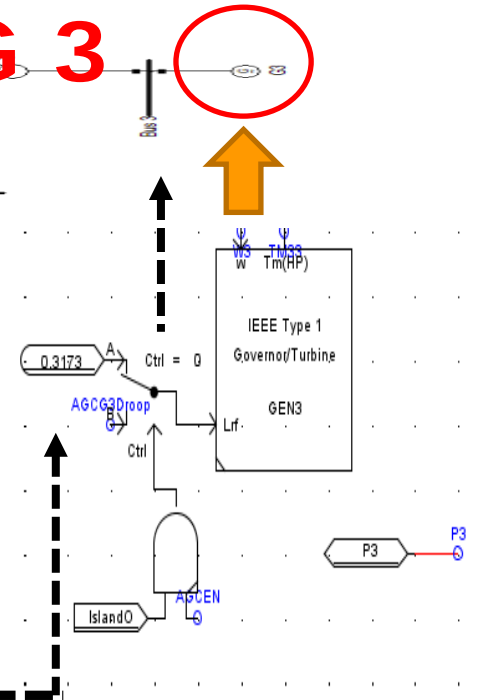 G 3
G3
Bus 3
W3 TM33
w Tm(HP)
IEEE Type 1
Governor/Turbine
GEN3
Lrf
A
0.3173
Ctrl = 0
AGCG3Droop
B
Ctrl
P3
P3
AGCEN
IslandO